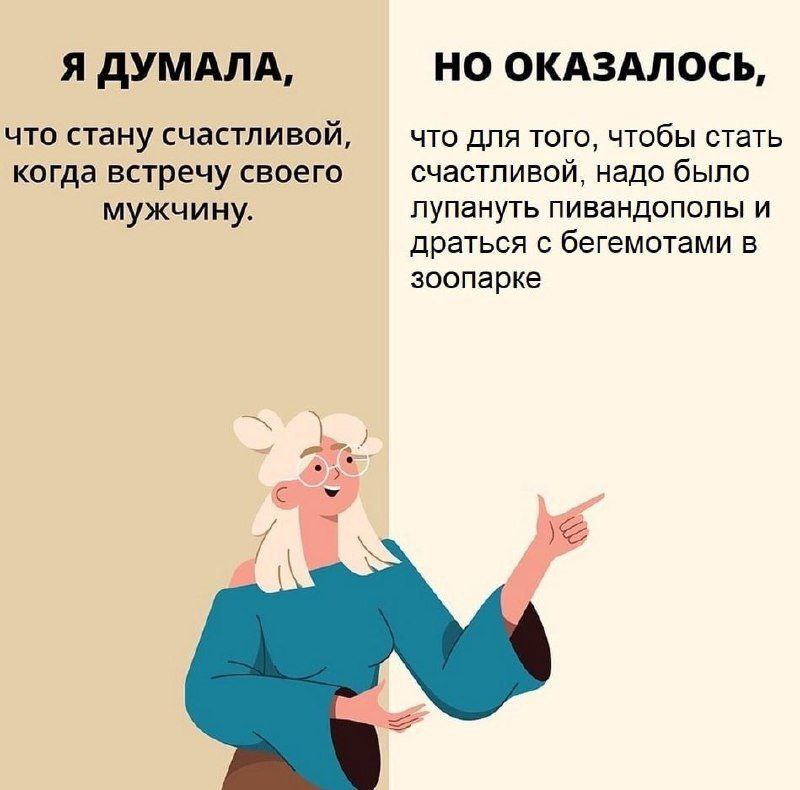 Я ДУМАЛА,
что стану счастливой,
когда встречу своего
мужчину.
НО ОКАЗАЛОСЬ,
что для того, чтобы стать
счастливой, надо было
лупануть пивандополы и
драться с бегемотами в
зоопарке